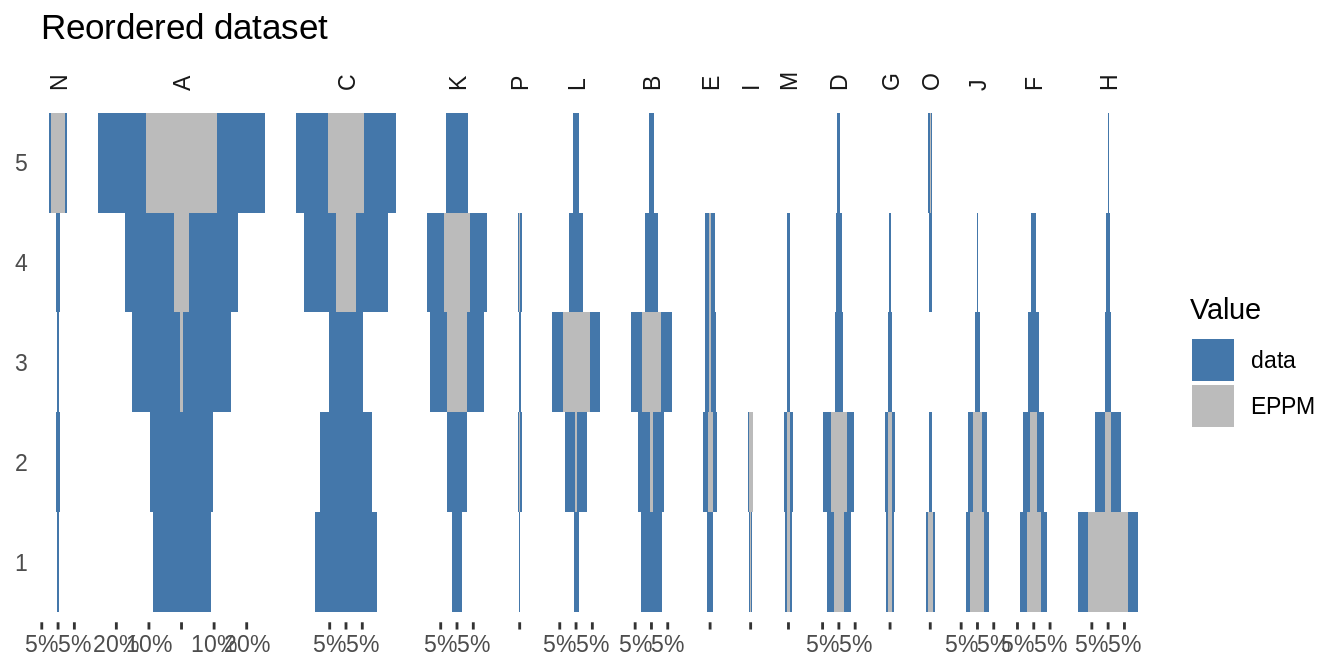 Reordered dataset
N A C K P L B E I M D G O J F H
5
4
3
2
1
Value
data
EPPM
5%5%20%10% 10%20% 5%5% 5%5% 5%5% 5%5% 5%5% 5%5%5%5% 5%5%